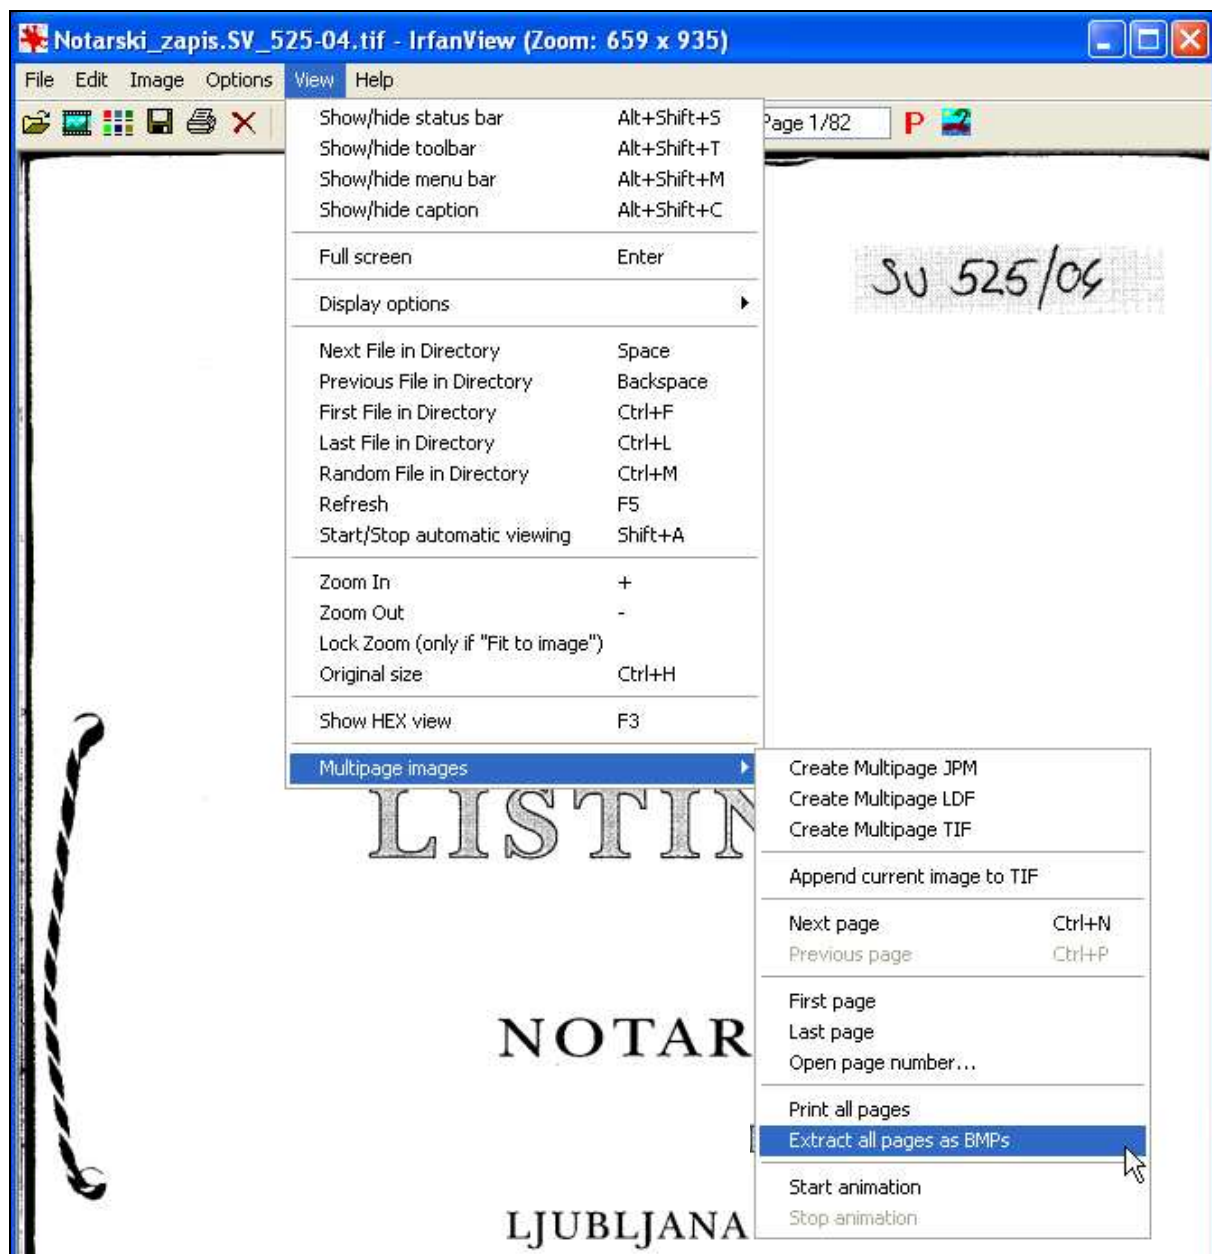 Notarski_zapis.SV_525-04.tif - IrfanView (Zoom: 659 x 935)
File Edit Image Options View Help
Page 1/82 P
Show/hide status bar Alt+Shift+S
Show/hide toolbar Alt+Shift+T
Show/hide menu bar Alt+Shift+M
Show/hide caption Alt+Shift+C
Full screen Enter
SV 525/04
Display options
Next File in Directory Space
Previous File in Directory Backspace
First File in Directory Ctrl+F
Last File in Directory Ctrl+L
Random File in Directory Ctrl+M
Refresh F5
Start/Stop automatic viewing Shift+A
Zoom In +
Zoom Out -
Lock Zoom (only if "Fit to image")
Original size Ctrl+H
Show HEX view F3
Multipage images
Create Multipage JPM
Create Multipage LDF
Create Multipage TIF
Append current image to TIF
Next page Ctrl+N
Previous page Ctrl+P
First page
Last page
Open page number...
Print all pages
Extract all pages as BMPs
Start animation
Stop animation
LISTIN
NOTAR
LJUBLJANA